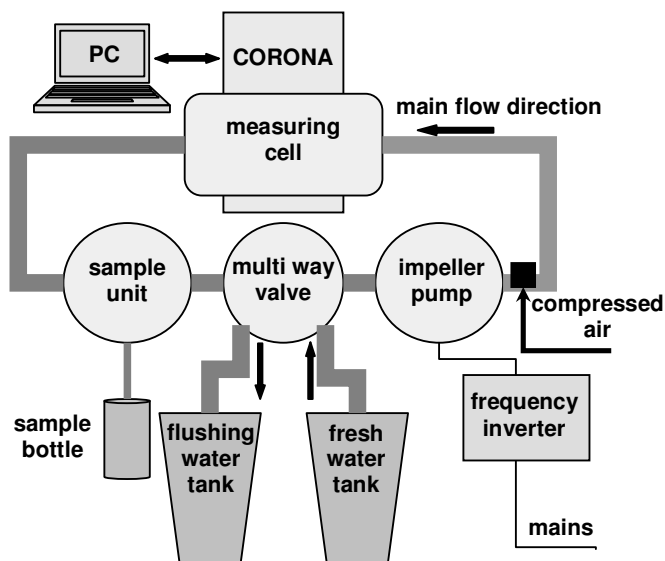 PC
CORONA
main flow direction
measuring
cell
sample
unit
multi way
valve
impeller
pump
compressed
air
sample
bottle
flushing
water
tank
fresh
water
tank
frequency
inverter
mains